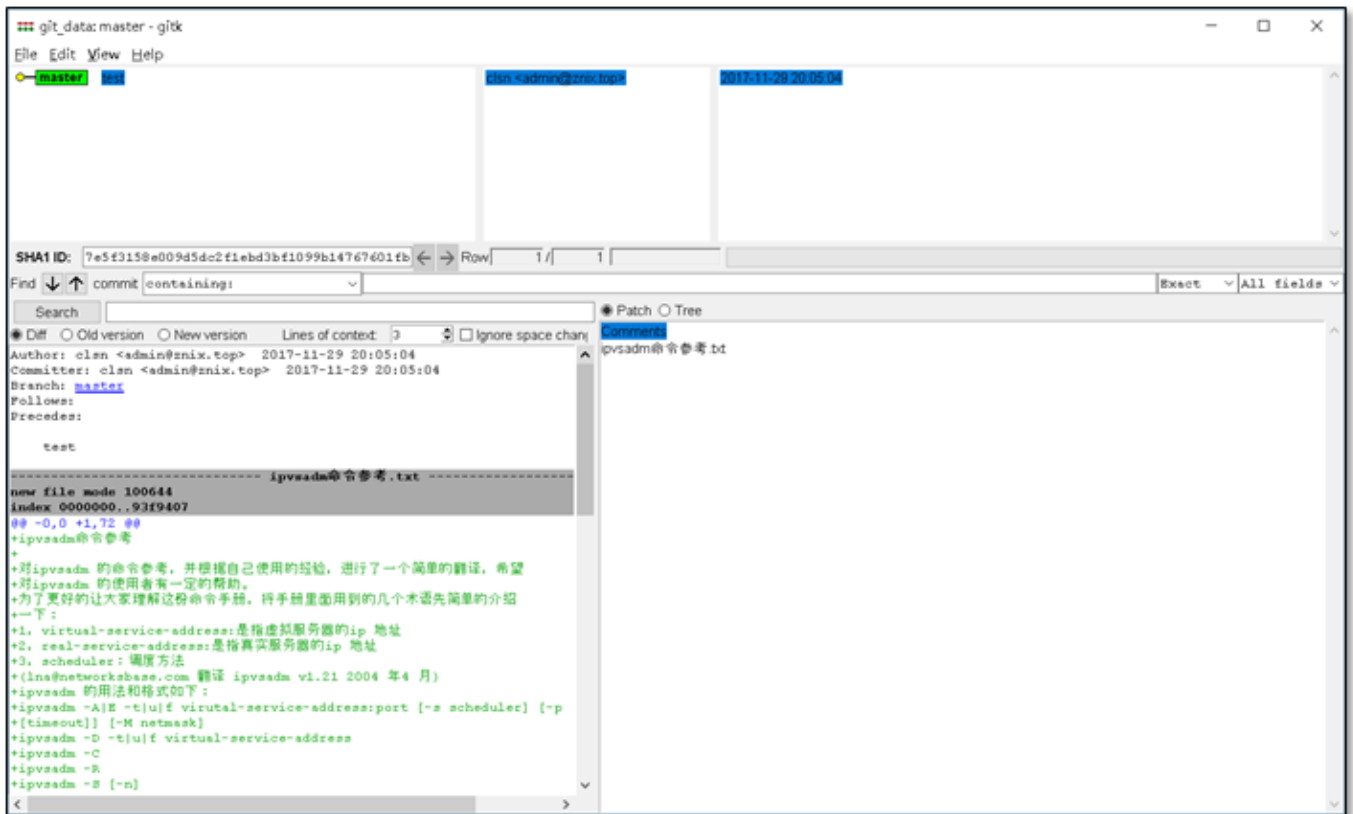 git_data: master - gitk
File Edit View Help
master test clsn <admin@znix.top> 2017-11-29 20:05:04
SHA1 ID: 7e5f3158e009d5dc2f1ebd3bf1099b14767601fb ← → Row 1 / 1
Find ↓ ↑ commit containing: Exact All fields
Search
Patch Tree
Diff Old version New version Lines of context: 3 Ignore space chang
Comments
ipvsadm命令参考.txt
Author: clsn <admin@znix.top> 2017-11-29 20:05:04
Committer: clsn <admin@znix.top> 2017-11-29 20:05:04
Branch: master
Follows:
Precedes:
test
------------------------------- ipvsadm命令参考.txt ------------------
new file mode 100644
index 0000000..93f9407
@@ -0,0 +1,72 @@
+ipvsadm命令参考
+
+对ipvsadm 的命令参考，并根据自己使用的经验，进行了一个简单的翻译，希望
+对ipvsadm 的使用者有一定的帮助。
+为了更好的让大家理解这份命令手册，将手册里面用到的几个术语先简单的介绍
+一下：
+1，virtual-service-address:是指虚拟服务器的ip 地址
+2，real-service-address:是指真实服务器的ip 地址
+3，scheduler：调度方法
+(lna@networksbase.com 翻译 ipvsadm v1.21 2004 年4 月)
+ipvsadm 的用法和格式如下：
+ipvsadm -A|E -t|u|f virutal-service-address:port [-s scheduler] [-p
+[timeout]] [-M netmask]
+ipvsadm -D -t|u|f virtual-service-address
+ipvsadm -C
+ipvsadm -R
+ipvsadm -S [-n]